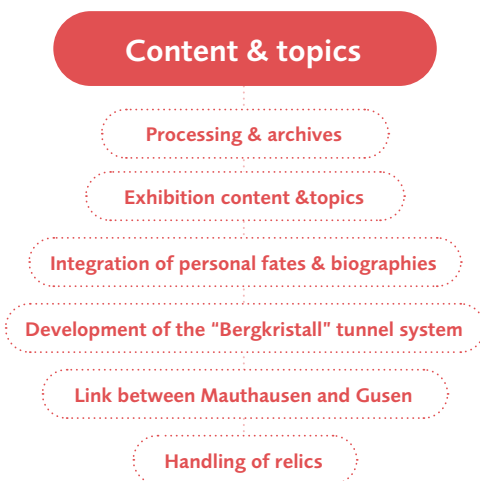 Content & topics
Processing & archives
Exhibition content &topics
Integration of personal fates & biographies
Development of the “Bergkristall” tunnel system
Link between Mauthausen and Gusen
Handling of relics